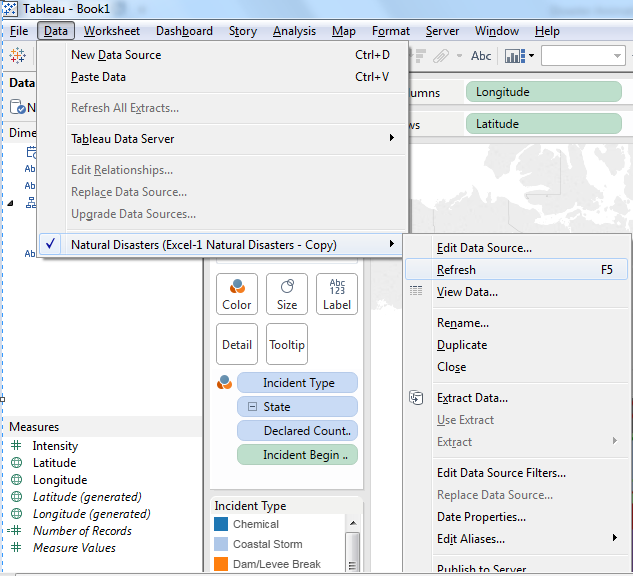 Tableau - Book1
File Data Worksheet Dashboard Story Analysis Map Format Server Window Help
New Data Source Ctrl+D
Paste Data Ctrl+V
Refresh All Extracts...
Tableau Data Server
Edit Relationships...
Replace Data Source...
Upgrade Data Sources...
Natural Disasters (Excel-1 Natural Disasters - Copy)
Abc
Data
N
Dime
Ab
Ab
Ab
umns Longitude
ws Latitude
Edit Data Source...
Refresh F5
View Data...
Rename...
Duplicate
Close
Extract Data...
Use Extract
Extract
Edit Data Source Filters...
Replace Data Source...
Date Properties...
Edit Aliases...
Publish to Server
Abc
123
Color Size Label
Detail Tooltip
Incident Type
State
Declared Count..
Incident Begin ..
Measures
Intensity
Latitude
Longitude
Latitude (generated)
Longitude (generated)
Number of Records
Measure Values
Incident Type
Chemical
Coastal Storm
Dam/Levee Break